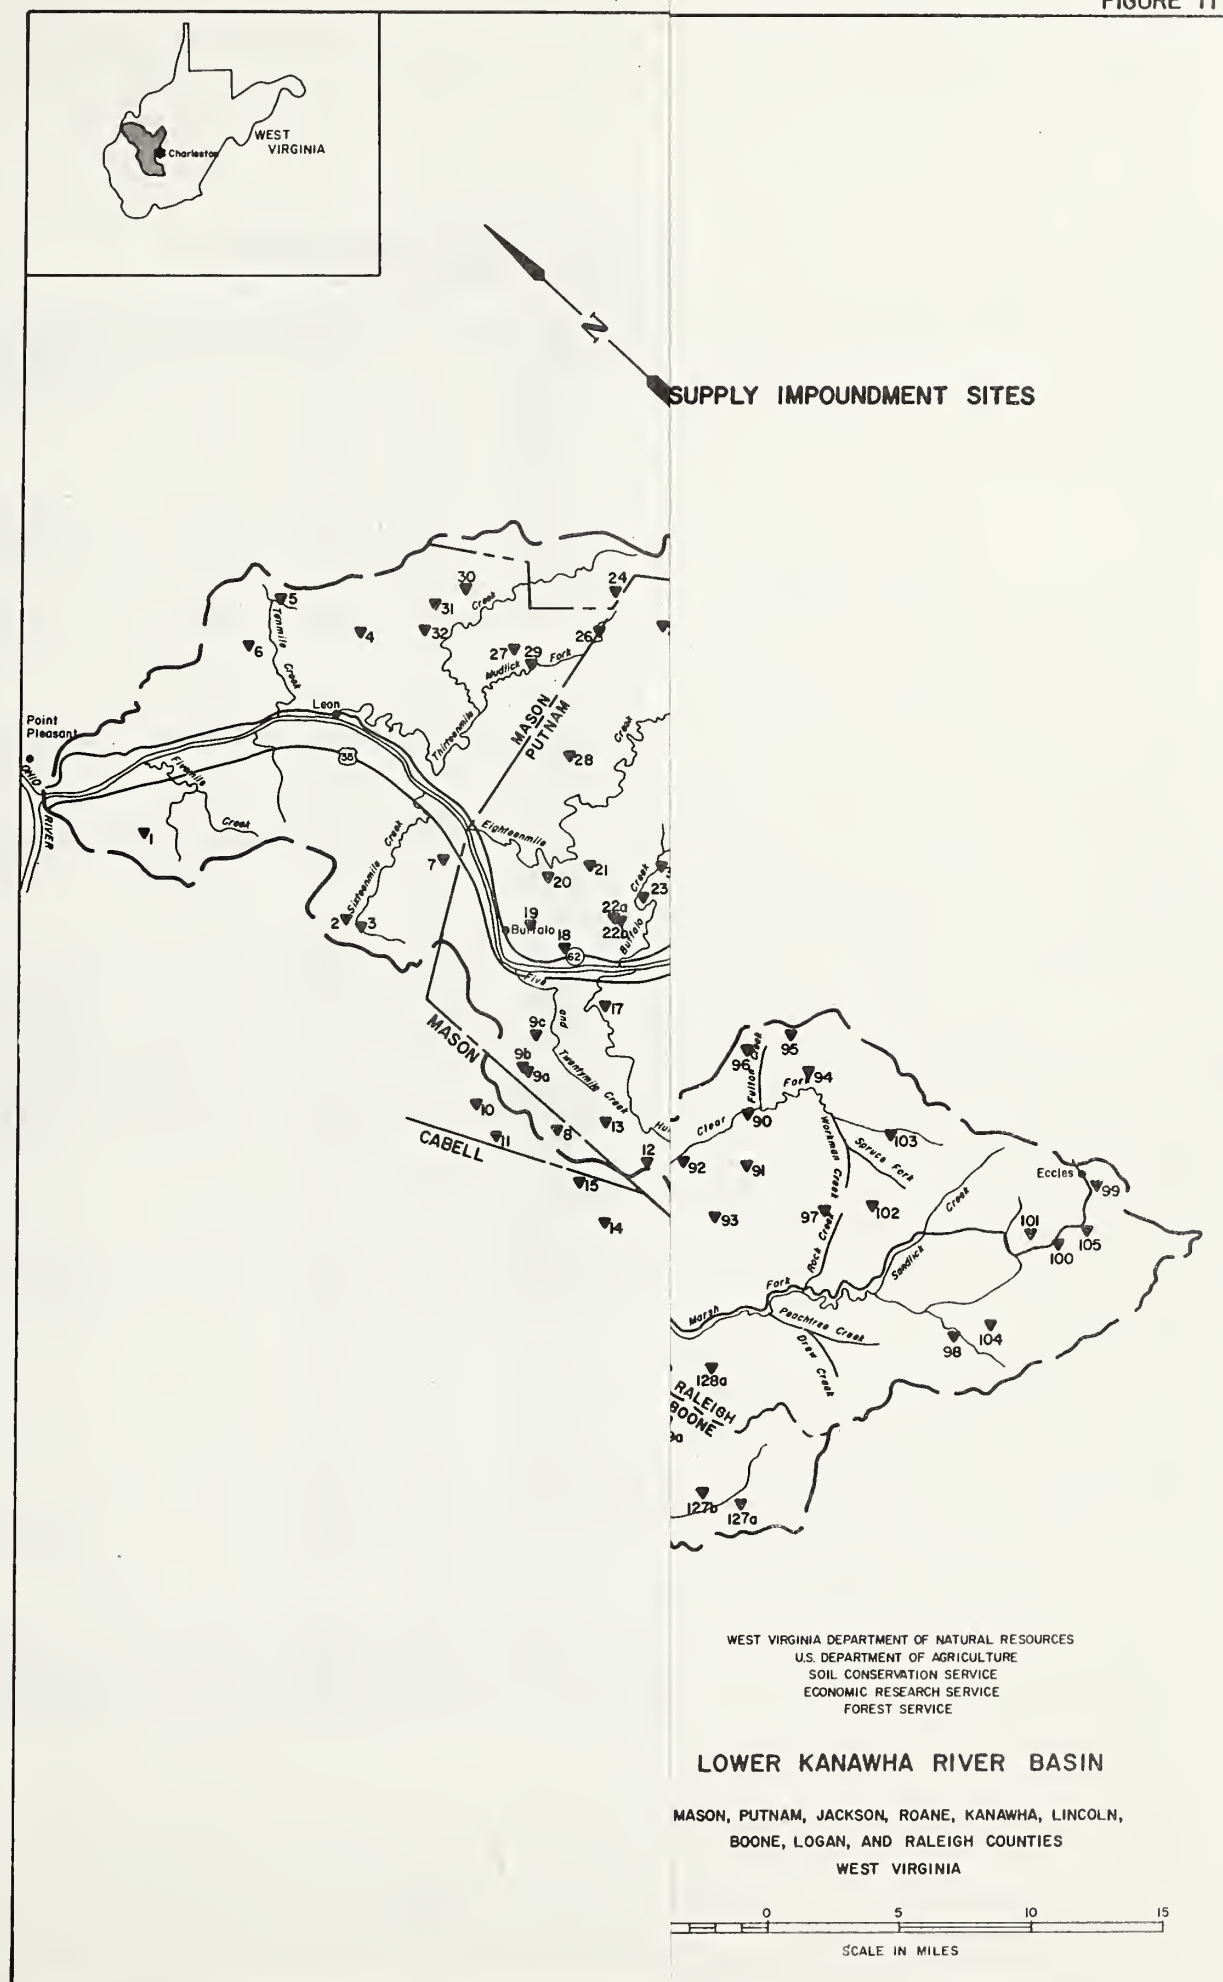 FIGURE 11
WEST
VIRGINIA
Charleston
N
SUPPLY IMPOUNDMENT SITES
30
24
5
31
Creek
4
32
26
6
Tenmile
Creek
27
29
Mudlick
Fork
Leon
MASON
PUTNAM
Creek
Point
Pleasant
Thirteenmile
28
35
OHIO
RIVER
Fivemile
Creek
1
Eighteenmile
Sixteenmile Creek
7
20
21
Creek
23
2
3
19
Buffalo
22a
22b
Buffalo
18
62
Five
and
Twentymile Creek
17
9c
MASON
9b
9a
10
8
13
11
CABELL
12
15
14
95
96
Fulton Creek
94
Clear
Fork
90
Workman Creek
103
Spruce Fork
92
91
Eccles
99
93
97
102
Creek
101
105
100
Rock Creek
Sandlick
Marsh
Fork
Peachtree Creek
Drew Creek
104
98
128a
RALEIGH
BOONE
9a
127b
127a
WEST VIRGINIA DEPARTMENT OF NATURAL RESOURCES
U.S. DEPARTMENT OF AGRICULTURE
SOIL CONSERVATION SERVICE
ECONOMIC RESEARCH SERVICE
FOREST SERVICE
LOWER KANAWHA RIVER BASIN
MASON, PUTNAM, JACKSON, ROANE, KANAWHA, LINCOLN,
BOONE, LOGAN, AND RALEIGH COUNTIES
WEST VIRGINIA
0 5 10 15
SCALE IN MILES